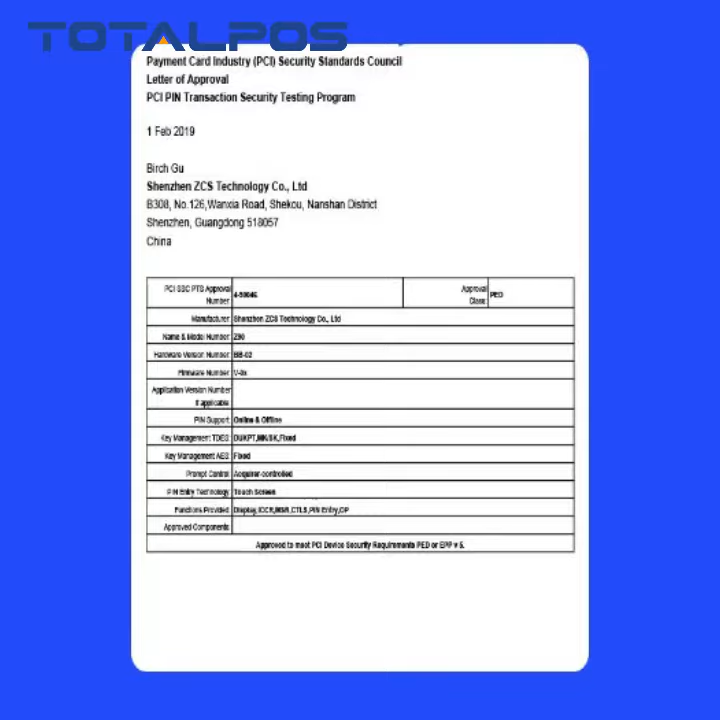 TOTALPOS
Payment Card Industry (PCI) Security Standards Council
Letter of Approval
PCI PIN Transaction Security Testing Program
1 Feb 2019
Birch Gu
Shenzhen ZCS Technology Co., Ltd
B308, No.126,Wanxia Road, Shekou, Nanshan District
Shenzhen, Guangdong 518057
China
PCI SSC PTS Approval Number: Approval Class: PED
Manufacturer: Shenzhen ZCS Technology Co., Ltd
Name & Model Number: Z90
Hardware Version Number:
Firmware Number:
Application Version Number
if applicable:
PIN Support: Online & Offline
Key Management TDES: DUKPT,MK/SK,Fixed
Key Management AES: Fixed
Prompt Control: Acquirer-controlled
PIN Entry Technology: Touch Screen
Functions Provided: Display,ICCR,MSR,CTLS,PIN Entry,OP
Approved Components:
Approved to meet PCI Device Security Requirements PED or EPP v 5.